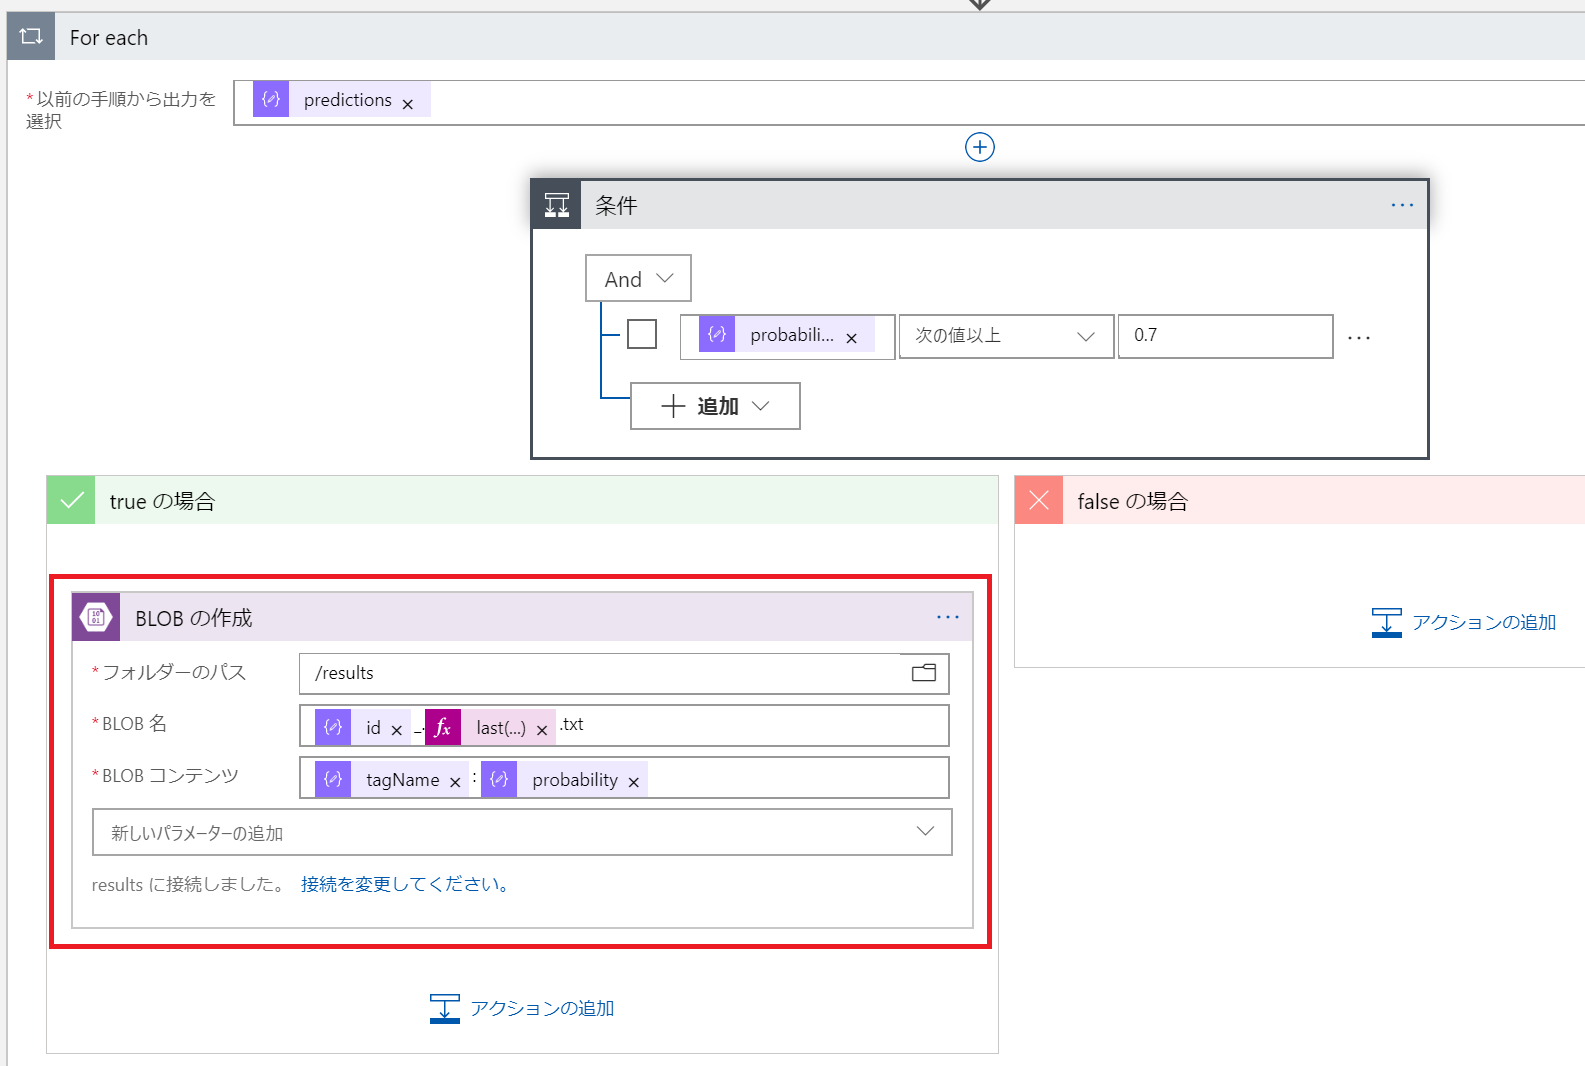 For each
*以前の手順から出力を
選択
predictions ×
条件
And
probabili... × 次の値以上 0.7
追加
true の場合
false の場合
BLOB の作成
アクションの追加
*フォルダーのパス /results
*BLOB 名 id × _. fx last(...) × .txt
*BLOB コンテンツ tagName × : probability ×
新しいパラメーターの追加
results に接続しました。 接続を変更してください。
アクションの追加